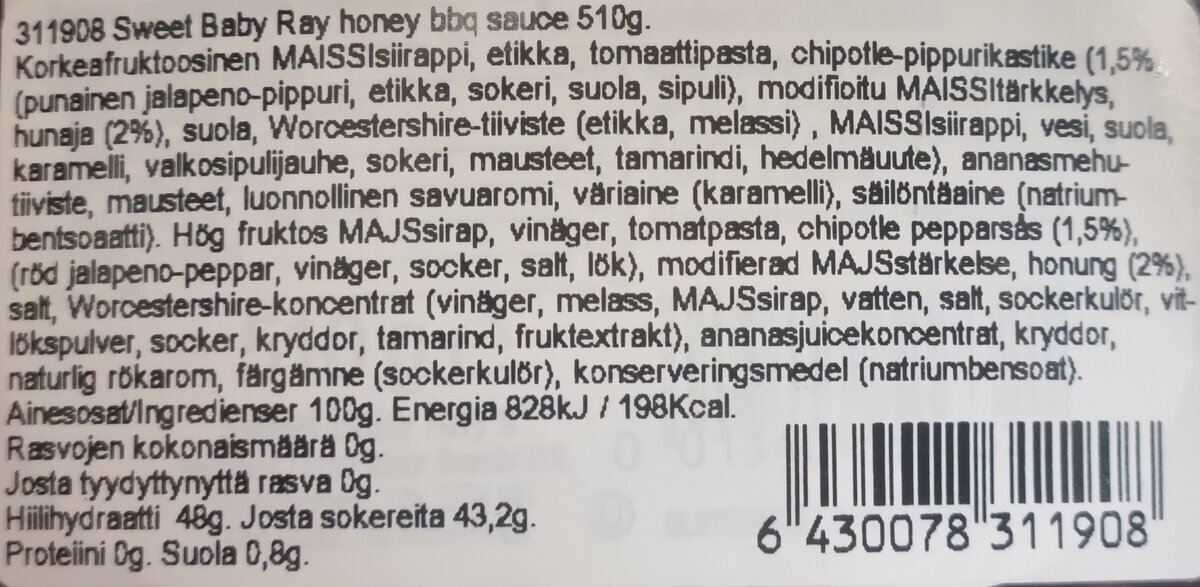 311908 Sweet Baby Ray honey bbq sauce 510g.
Korkeafruktoosinen MAISSIsiirappi, etikka, tomaattipasta, chipotle-pippurikastike (1,5%
(punainen jalapeno-pippuri, etikka, sokeri, suola, sipuli), modifioitu MAISSItärkkelys,
hunaja (2%), suola, Worcestershire-tiiviste (etikka, melassi) , MAISSIsiirappi, vesi, suola,
karamelli, valkosipulijauhe, sokeri, mausteet, tamarindi, hedelmäuute), ananasmehu-
tiiviste, mausteet, luonnollinen savuaromi, väriaine (karamelli), säilöntäaine (natrium-
bentsoaatti). Hög fruktos MAJSsirap, vinäger, tomatpasta, chipotle pepparsås (1,5%),
(röd jalapeno-peppar, vinäger, socker, salt, lök), modifierad MAJSstärkelse, honung (2%),
salt, Worcestershire-koncentrat (vinäger, melass, MAJSsirap, vatten, salt, sockerkulör, vit-
lökspulver, socker, kryddor, tamarind, fruktextrakt), ananasjuicekoncentrat, kryddor,
naturlig rökarom, färgämne (sockerkulör), konserveringsmedel (natriumbensoat).
Ainesosat/Ingredienser 100g. Energia 828kJ / 198Kcal.
Rasvojen kokonaismäärä 0g.
Josta tyydyttynyttä rasva 0g.
Hiilihydraatti 48g. Josta sokereita 43,2g.
Proteiini 0g. Suola 0,8g.
6 430078 311908